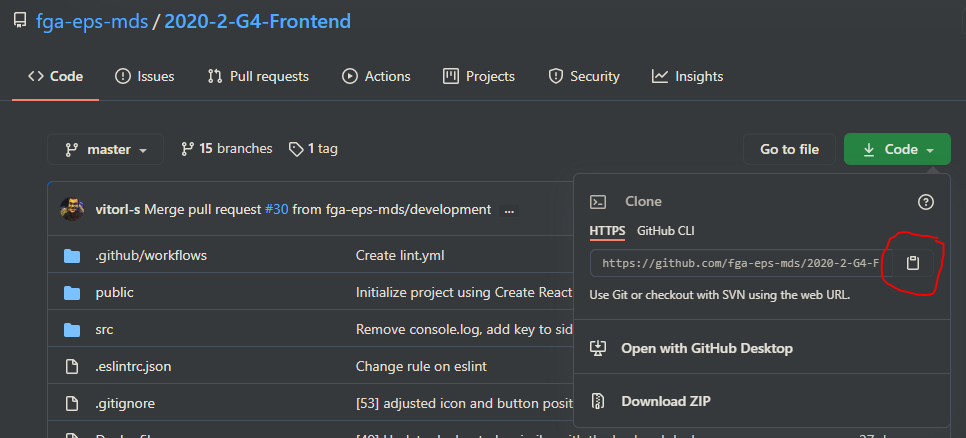 fga-eps-mds / 2020-2-G4-Frontend
Code Issues Pull requests Actions Projects Security Insights
master 15 branches 1 tag Go to file Code
vitorl-s Merge pull request #30 from fga-eps-mds/development ...
.github/workflows Create lint.yml
public Initialize project using Create React
src Remove console.log, add key to sid
.eslintrc.json Change rule on eslint
.gitignore [53] adjusted icon and button posit
Clone
HTTPS GitHub CLI
https://github.com/fga-eps-mds/2020-2-G4-F
Use Git or checkout with SVN using the web URL.
Open with GitHub Desktop
Download ZIP